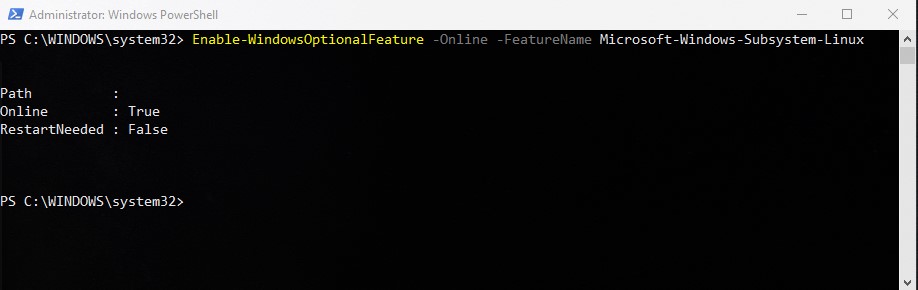 Administrator: Windows PowerShell
PS C:\WINDOWS\system32> Enable-WindowsOptionalFeature -Online -FeatureName Microsoft-Windows-Subsystem-Linux
Path          :
Online        : True
RestartNeeded : False
PS C:\WINDOWS\system32>